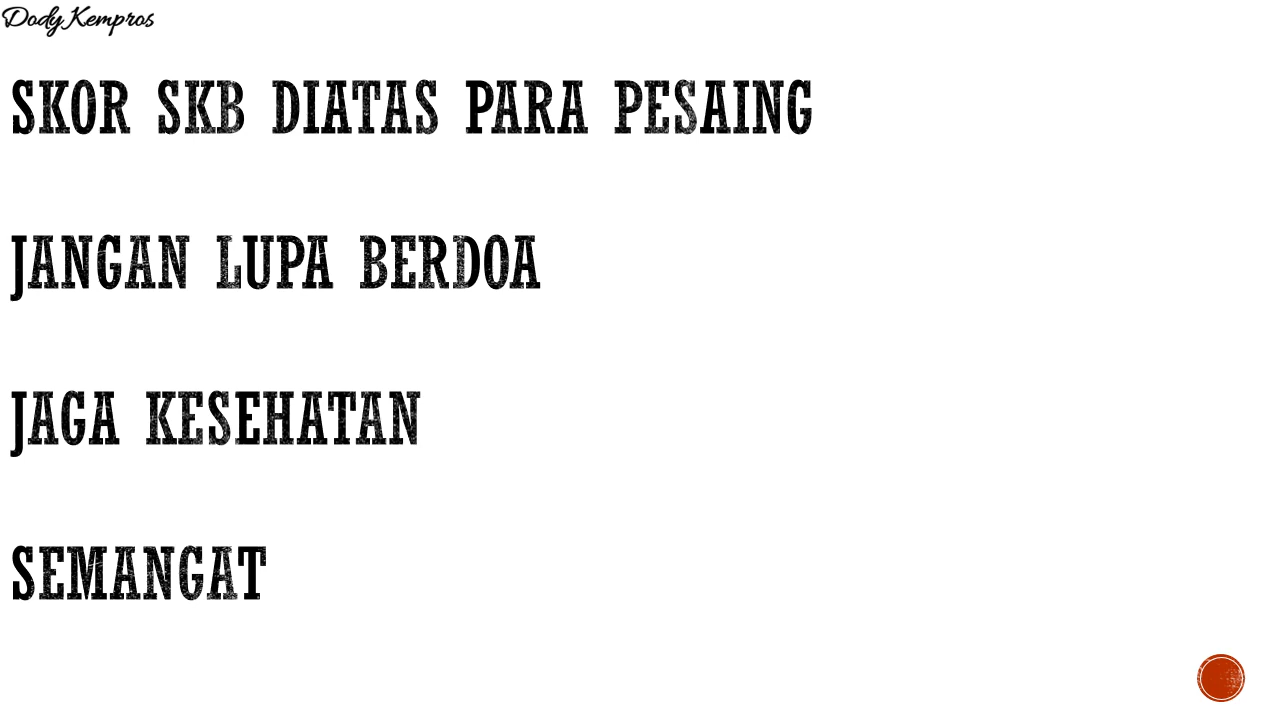 Dody Kempros
SKOR SKB DIATAS PARA PESAING
JANGAN LUPA BERDOA
JAGA KESEHATAN
SEMANGAT